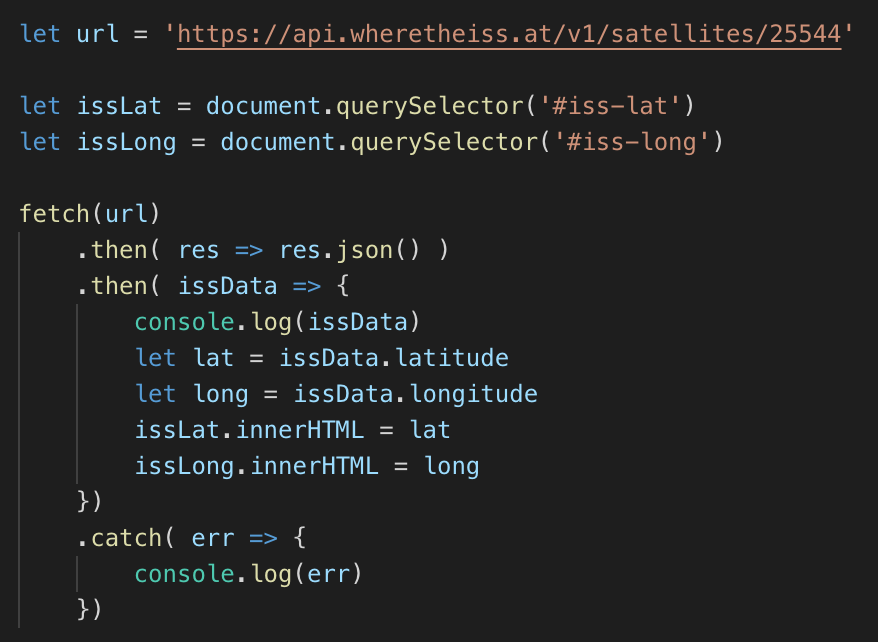 let url = 'https://api.wheretheiss.at/v1/satellites/25544'

let issLat = document.querySelector('#iss-lat')
let issLong = document.querySelector('#iss-long')

fetch(url)
    .then( res => res.json() )
    .then( issData => {
        console.log(issData)
        let lat = issData.latitude
        let long = issData.longitude
        issLat.innerHTML = lat
        issLong.innerHTML = long
    })
    .catch( err => {
        console.log(err)
    })